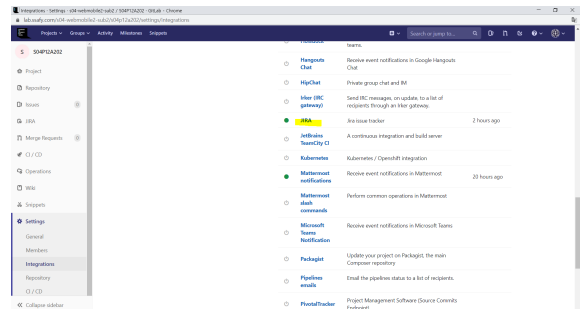 Integrations · Settings · s04-webmobile2-sub2 / S04P12A202 · GitLab - Chrome
lab.ssafy.com/s04-webmobile2-sub2/s04p12a202/settings/integrations
Projects Groups Activity Milestones Snippets
Search or jump to...
S S04P12A202
Project
Repository
Issues 0
JIRA
Merge Requests 0
CI / CD
Operations
Wiki
Snippets
Settings
General
Members
Integrations
Repository
CI / CD
Collapse sidebar
teams.
Hangouts Chat
Receive event notifications in Google Hangouts
Chat
HipChat
Private group chat and IM
Irker (IRC
gateway)
Send IRC messages, on update, to a list of
recipients through an Irker gateway.
JIRA
Jira issue tracker
2 hours ago
JetBrains
TeamCity CI
A continuous integration and build server
Kubernetes
Kubernetes / Openshift integration
Mattermost
notifications
Receive event notifications in Mattermost
20 hours ago
Mattermost
slash
commands
Perform common operations in Mattermost
Microsoft
Teams
Notification
Receive event notifications in Microsoft Teams
Packagist
Update your project on Packagist, the main
Composer repository
Pipelines
emails
Email the pipelines status to a list of recipients.
PivotalTracker
Project Management Software (Source Commits
Endpoint)